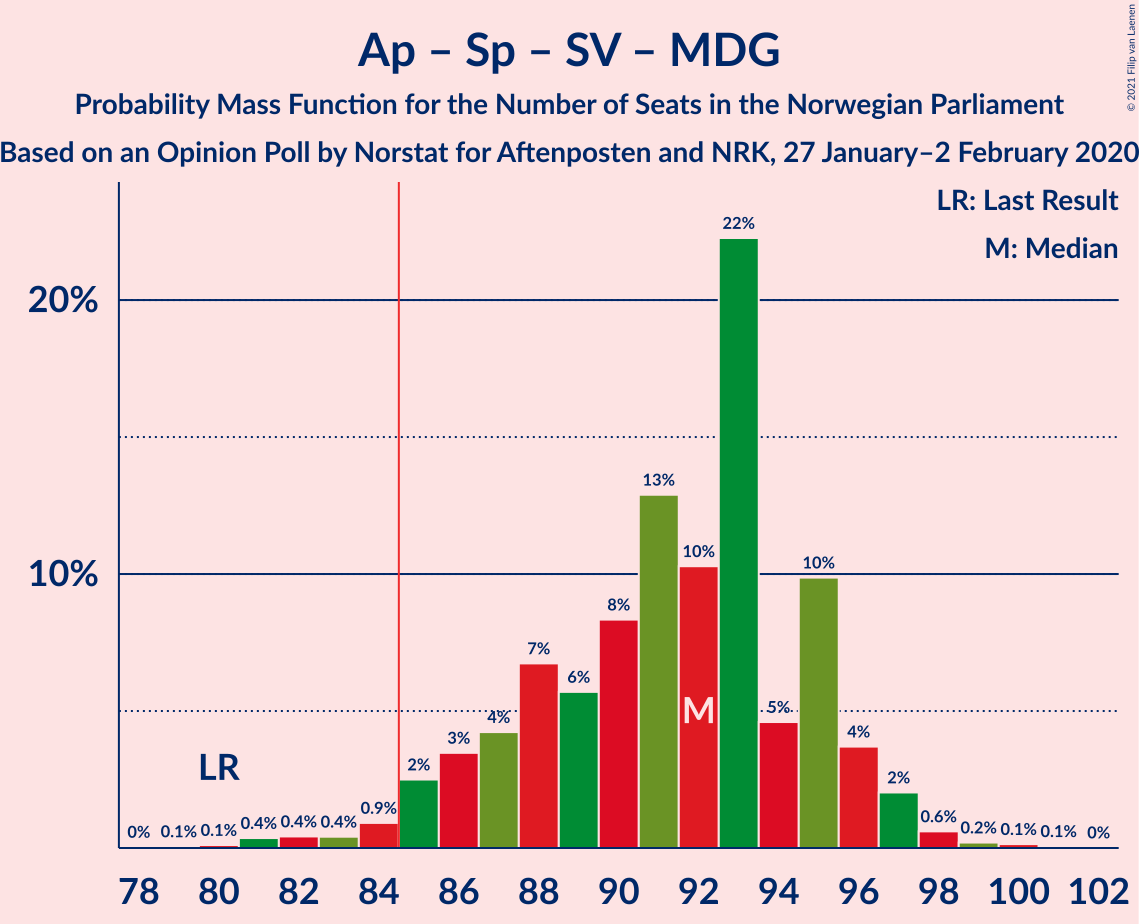 Ap – Sp – SV – MDG
Probability Mass Function for the Number of Seats in the Norwegian Parliament
Based on an Opinion Poll by Norstat for Aftenposten and NRK, 27 January–2 February 2020
© 2021 Filip van Laenen
LR: Last Result
M: Median
20%
10%
22%
13%
10%
10%
8%
7%
6%
5%
4%
4%
3%
2%
2%
M
LR
0% 0.1% 0.1% 0.4% 0.4% 0.4% 0.9% 0.6% 0.2% 0.1% 0.1% 0%
78 80 82 84 86 88 90 92 94 96 98 100 102